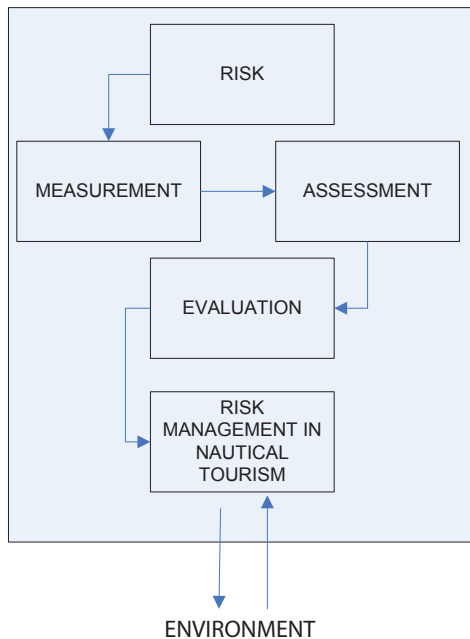 RISK
MEASUREMENT
ASSESSMENT
EVALUATION
RISK
MANAGEMENT IN
NAUTICAL
TOURISM
ENVIRONMENT